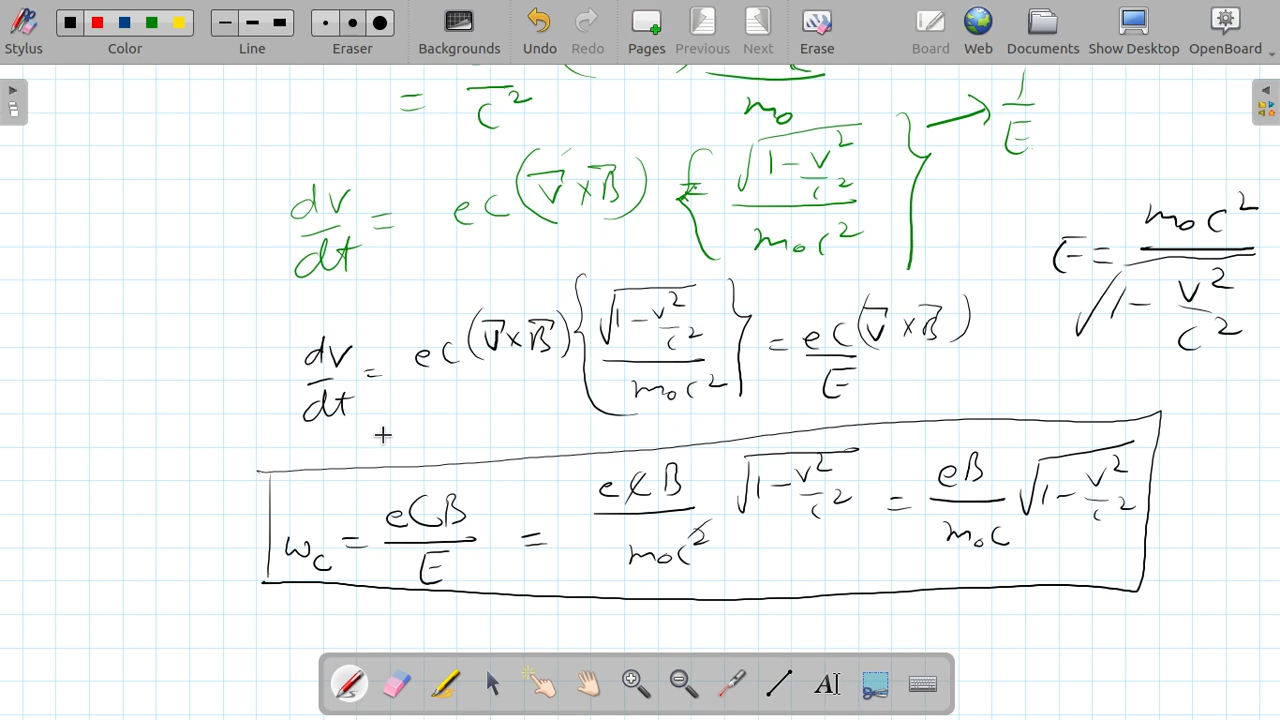 Stylus Color Line Eraser Backgrounds Undo Redo Pages Previous Next Erase Board Web Documents Show Desktop OpenBoard
= / c² m₀
dv/dt = ec(v⃗ × B⃗) { √(1 - v²/c²) / m₀c² } → 1/E
E = m₀c² / √(1 - v²/c²)
dv/dt = ec(v⃗ × B⃗) { √(1 - v²/c²) / m₀c² } = ec/E (v⃗ × B⃗)
ω_c = eCB/E = eCB/m₀c² √(1 - v²/c²) = eB/m₀c √(1 - v²/c²)